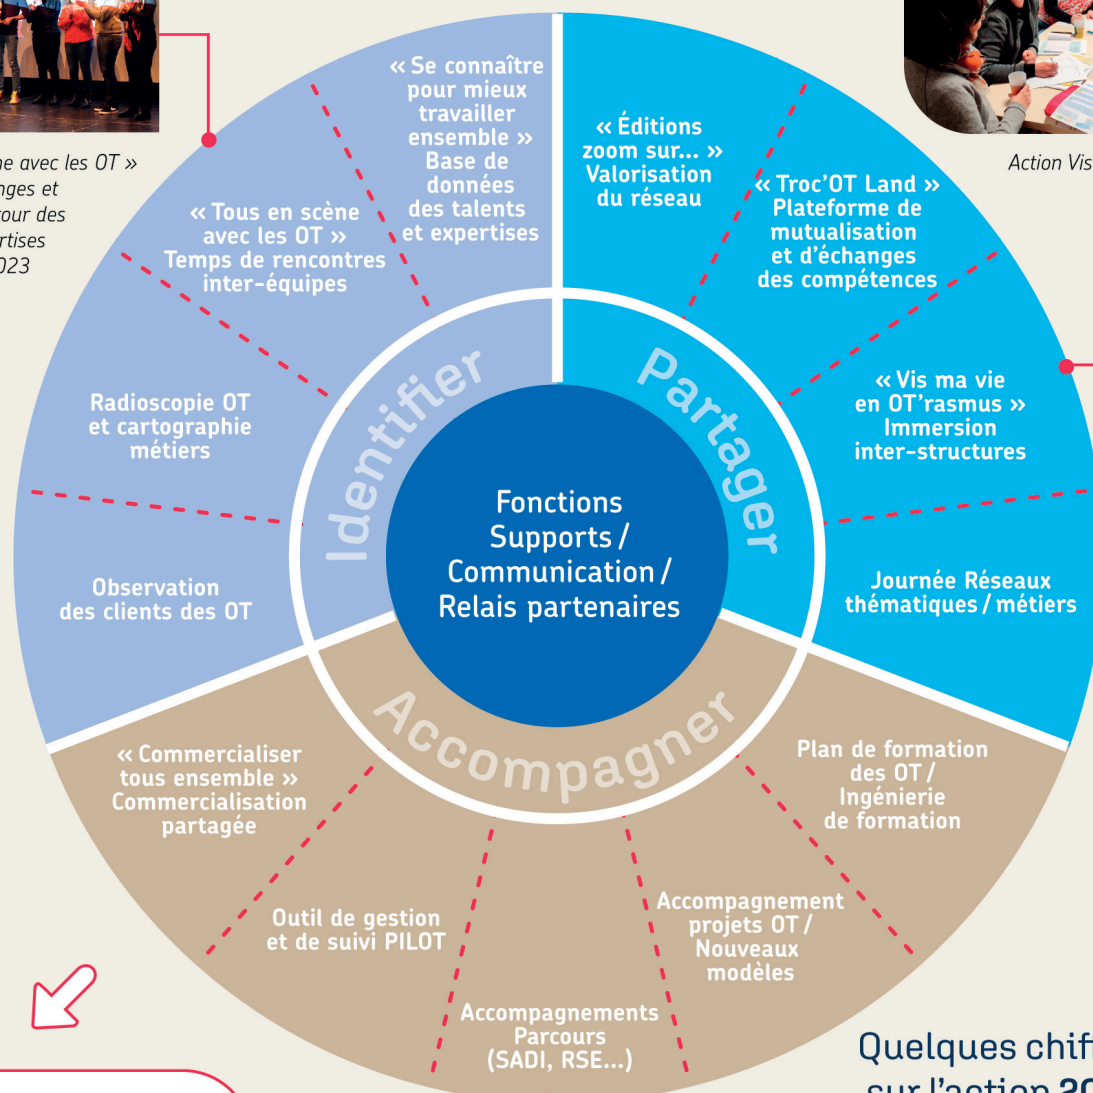 ne avec les OT »
nges et
tour des
rtises
023
Action Vis
« Se connaître
pour mieux
travailler
ensemble »
Base de
données
des talents
et expertises
« Tous en scène
avec les OT »
Temps de rencontres
inter-équipes
Radioscopie OT
et cartographie
métiers
Observation
des clients des OT
Identifier
« Éditions
zoom sur... »
Valorisation
du réseau
« Troc'OT Land »
Plateforme de
mutualisation
et d'échanges
des compétences
« Vis ma vie
en OT'rasmus »
Immersion
inter-structures
Journée Réseaux
thématiques / métiers
Partager
Fonctions
Supports /
Communication /
Relais partenaires
Accompagner
« Commercialiser
tous ensemble »
Commercialisation
partagée
Outil de gestion
et de suivi PILOT
Accompagnements
Parcours
(SADI, RSE...)
Accompagnement
projets OT /
Nouveaux
modèles
Plan de formation
des OT /
Ingénierie
de formation
Quelques chiff
sur l'action 20